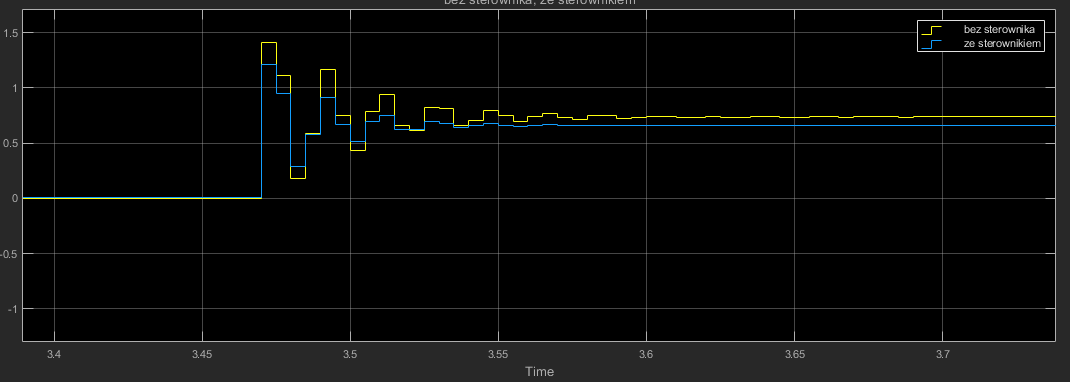 bez sterownika, ze sterownikiem
bez sterownika
ze sterownikiem
1.5
1
0.5
0
-0.5
-1
3.4 3.45 3.5 3.55 3.6 3.65 3.7
Time